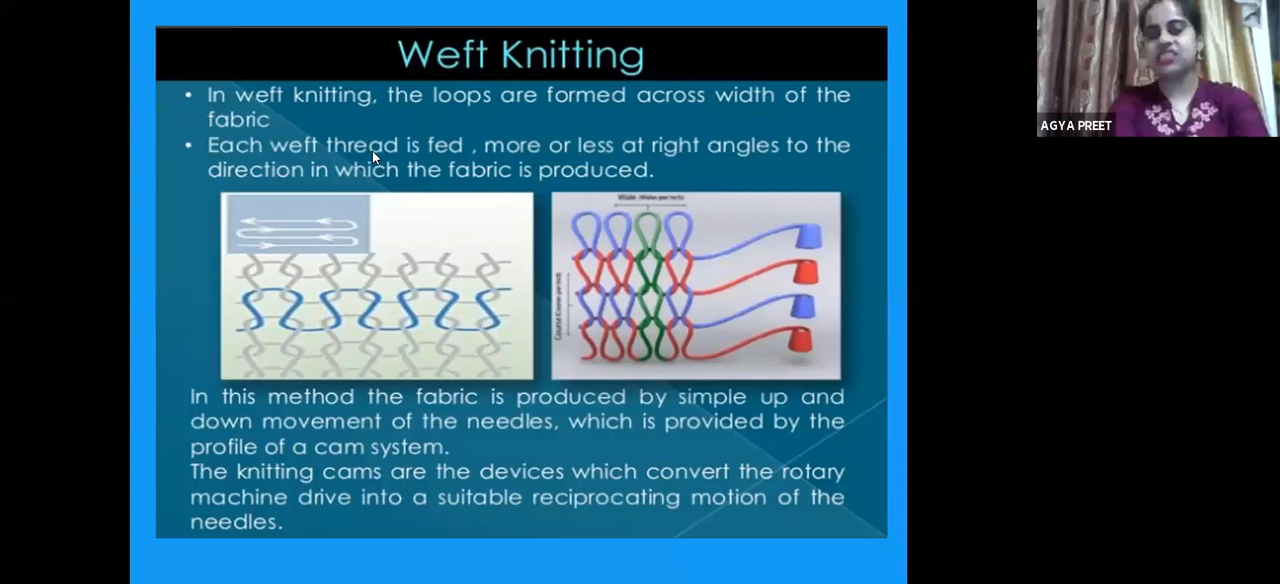 Weft Knitting
• In weft knitting, the loops are formed across width of the
fabric
• Each weft thread is fed , more or less at right angles to the
direction in which the fabric is produced.
Wale (Wales per inch)
In this method the fabric is produced by simple up and
down movement of the needles, which is provided by the
profile of a cam system.
The knitting cams are the devices which convert the rotary
machine drive into a suitable reciprocating motion of the
needles.
AGYA PREET